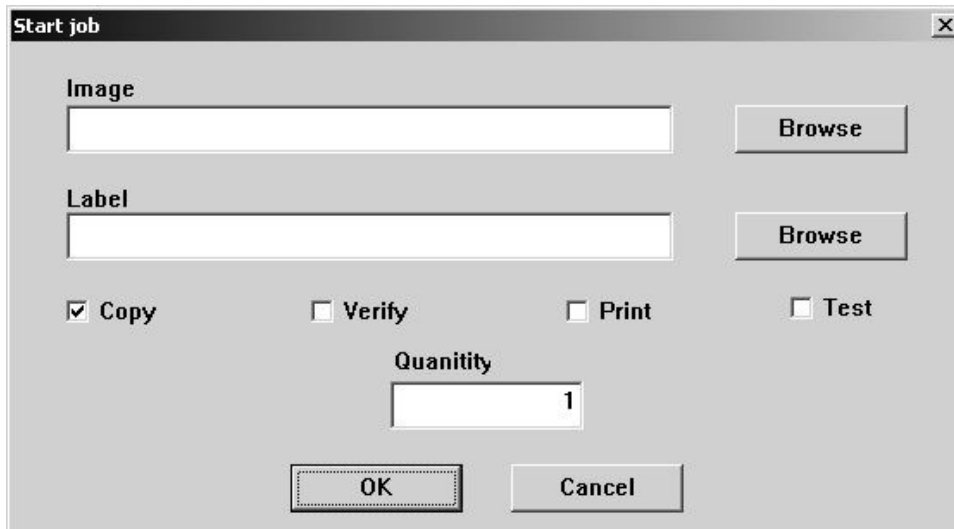 Start job
Image
Browse
Label
Browse
Copy Verify Print Test
Quanitity
1
OK Cancel